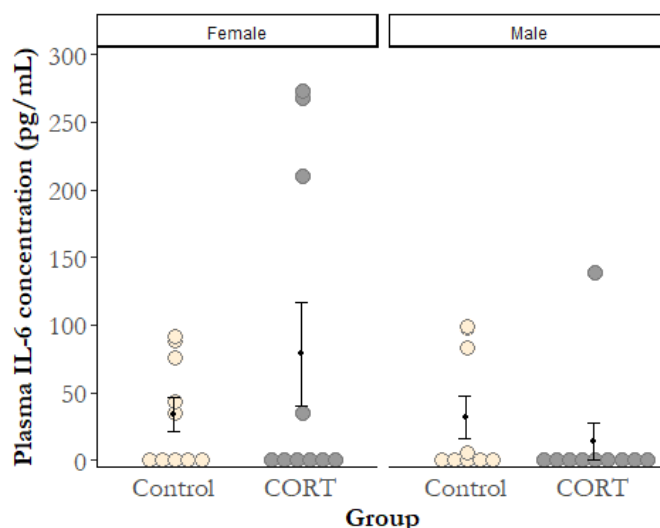 Female Male
Plasma IL-6 concentration (pg/mL)
300
250
200
150
100
50
0
Control CORT Control CORT
Group